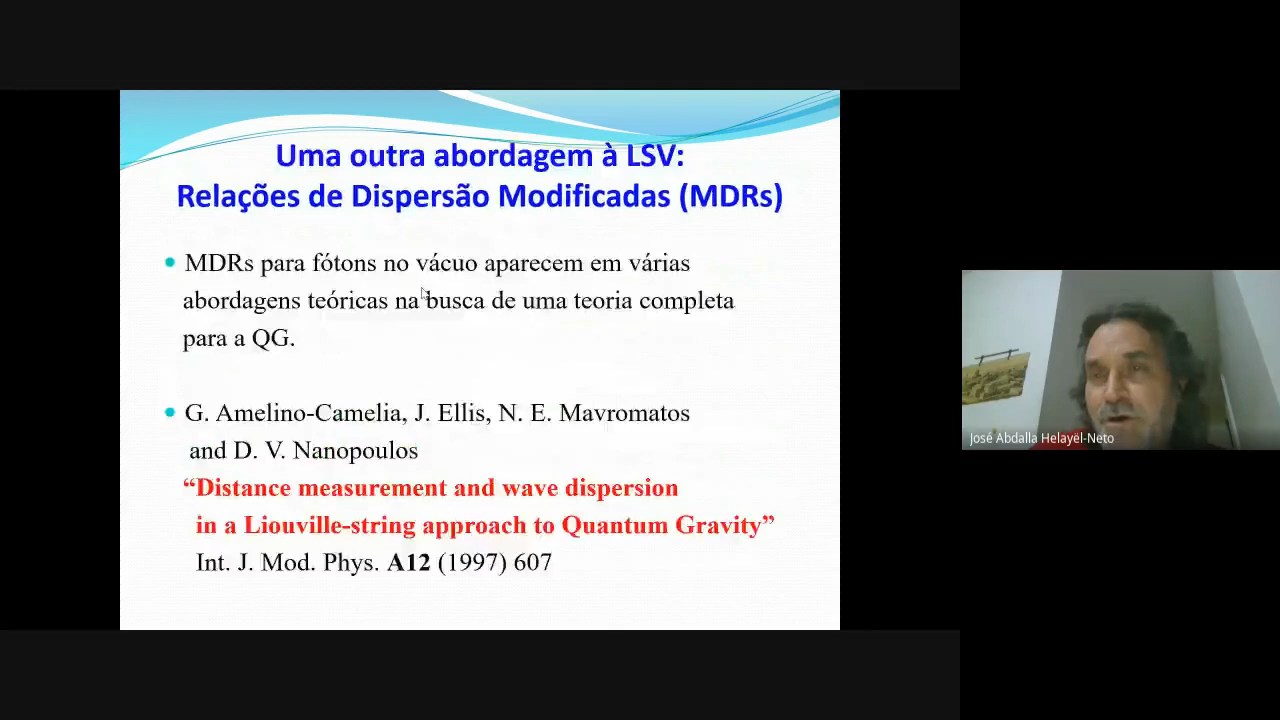 Uma outra abordagem à LSV:
Relações de Dispersão Modificadas (MDRs)
MDRs para fótons no vácuo aparecem em várias
abordagens teóricas na busca de uma teoria completa
para a QG.
G. Amelino-Camelia, J. Ellis, N. E. Mavromatos
and D. V. Nanopoulos
“Distance measurement and wave dispersion
in a Liouville-string approach to Quantum Gravity”
Int. J. Mod. Phys. A12 (1997) 607
José Abdalla Helayël-Neto